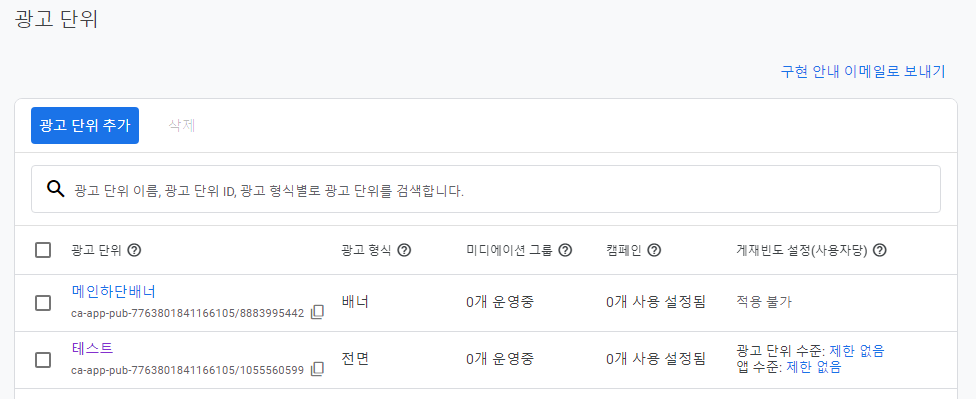 광고 단위
구현 안내 이메일로 보내기
광고 단위 추가 삭제
광고 단위 이름, 광고 단위 ID, 광고 형식별로 광고 단위를 검색합니다.
광고 단위 광고 형식 미디에이션 그룹 캠페인 게재빈도 설정(사용자당)
메인하단배너
ca-app-pub-7763801841166105/8883995442
배너 0개 운영중 0개 사용 설정됨 적용 불가
테스트
ca-app-pub-7763801841166105/1055560599
전면 0개 운영중 0개 사용 설정됨
광고 단위 수준: 제한 없음
앱 수준: 제한 없음